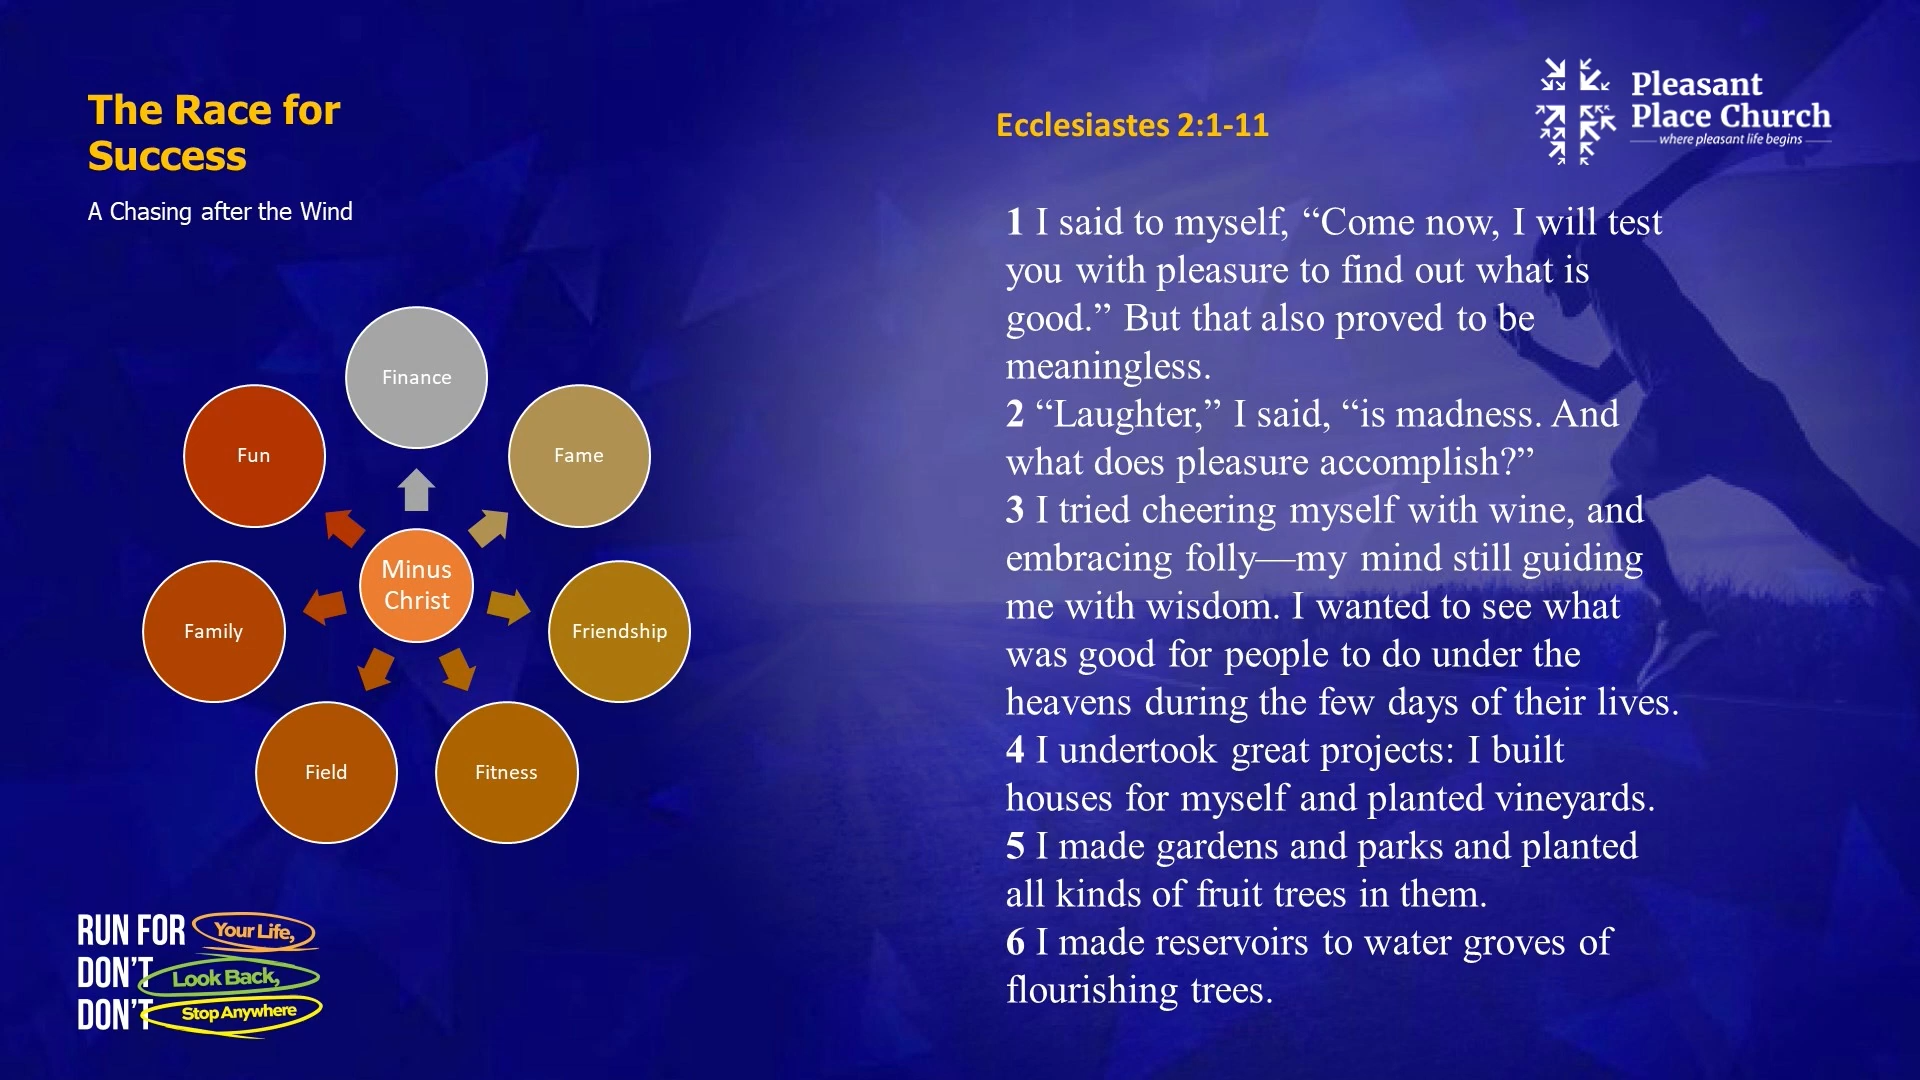 The Race for
Success
A Chasing after the Wind
Finance
Fame
Friendship
Fitness
Field
Family
Fun
Minus
Christ
RUN FOR Your Life,
DON'T Look Back,
DON'T Stop Anywhere
Pleasant
Place Church
where pleasant life begins
Ecclesiastes 2:1-11
1 I said to myself, “Come now, I will test
you with pleasure to find out what is
good.” But that also proved to be
meaningless.
2 “Laughter,” I said, “is madness. And
what does pleasure accomplish?”
3 I tried cheering myself with wine, and
embracing folly—my mind still guiding
me with wisdom. I wanted to see what
was good for people to do under the
heavens during the few days of their lives.
4 I undertook great projects: I built
houses for myself and planted vineyards.
5 I made gardens and parks and planted
all kinds of fruit trees in them.
6 I made reservoirs to water groves of
flourishing trees.